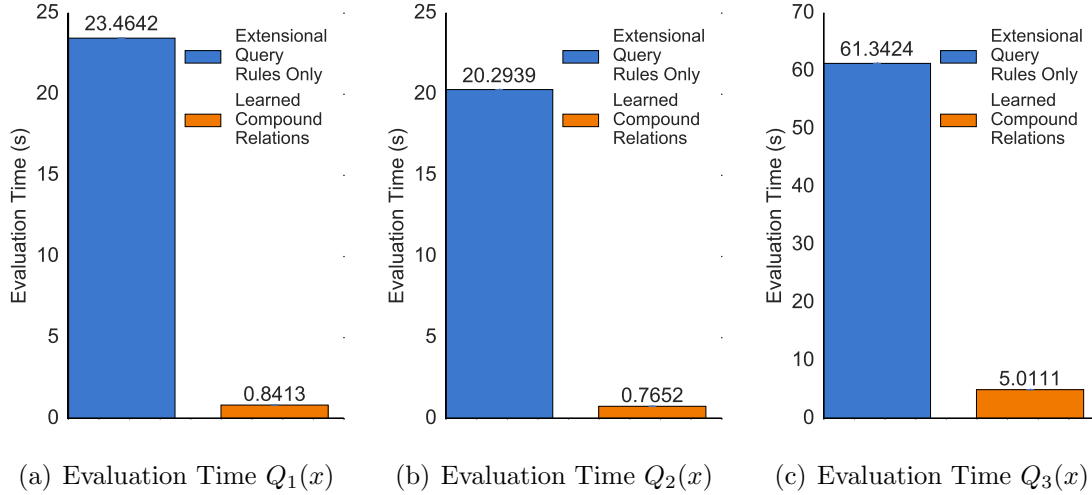 25
20
15
10
5
0
Evaluation Time (s)
23.4642
0.8413
Extensional
Query
Rules Only
Learned
Compound
Relations
(a) Evaluation Time Q1(x)
25
20
15
10
5
0
Evaluation Time (s)
20.2939
0.7652
Extensional
Query
Rules Only
Learned
Compound
Relations
(b) Evaluation Time Q2(x)
70
60
50
40
30
20
10
0
Evaluation Time (s)
61.3424
5.0111
Extensional
Query
Rules Only
Learned
Compound
Relations
(c) Evaluation Time Q3(x)